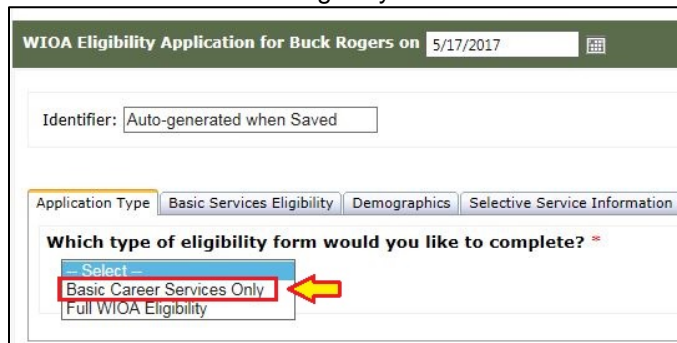 WIOA Eligibility Application for Buck Rogers on 5/17/2017
Identifier: Auto-generated when Saved
Application Type Basic Services Eligibility Demographics Selective Service Information
Which type of eligibility form would you like to complete? *
-- Select --
Basic Career Services Only
Full WIOA Eligibility